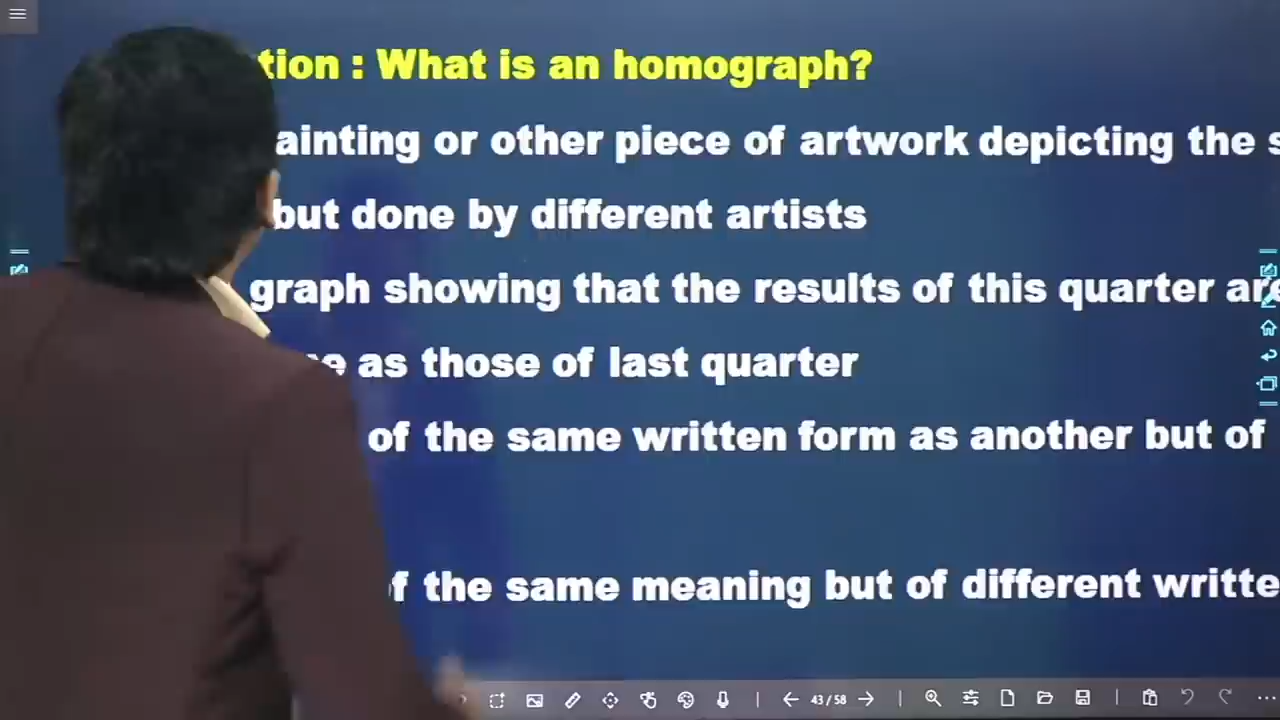 tion : What is an homograph?
ainting or other piece of artwork depicting the s
but done by different artists
graph showing that the results of this quarter are
as those of last quarter
of the same written form as another but of
of the same meaning but of different writte
43/58